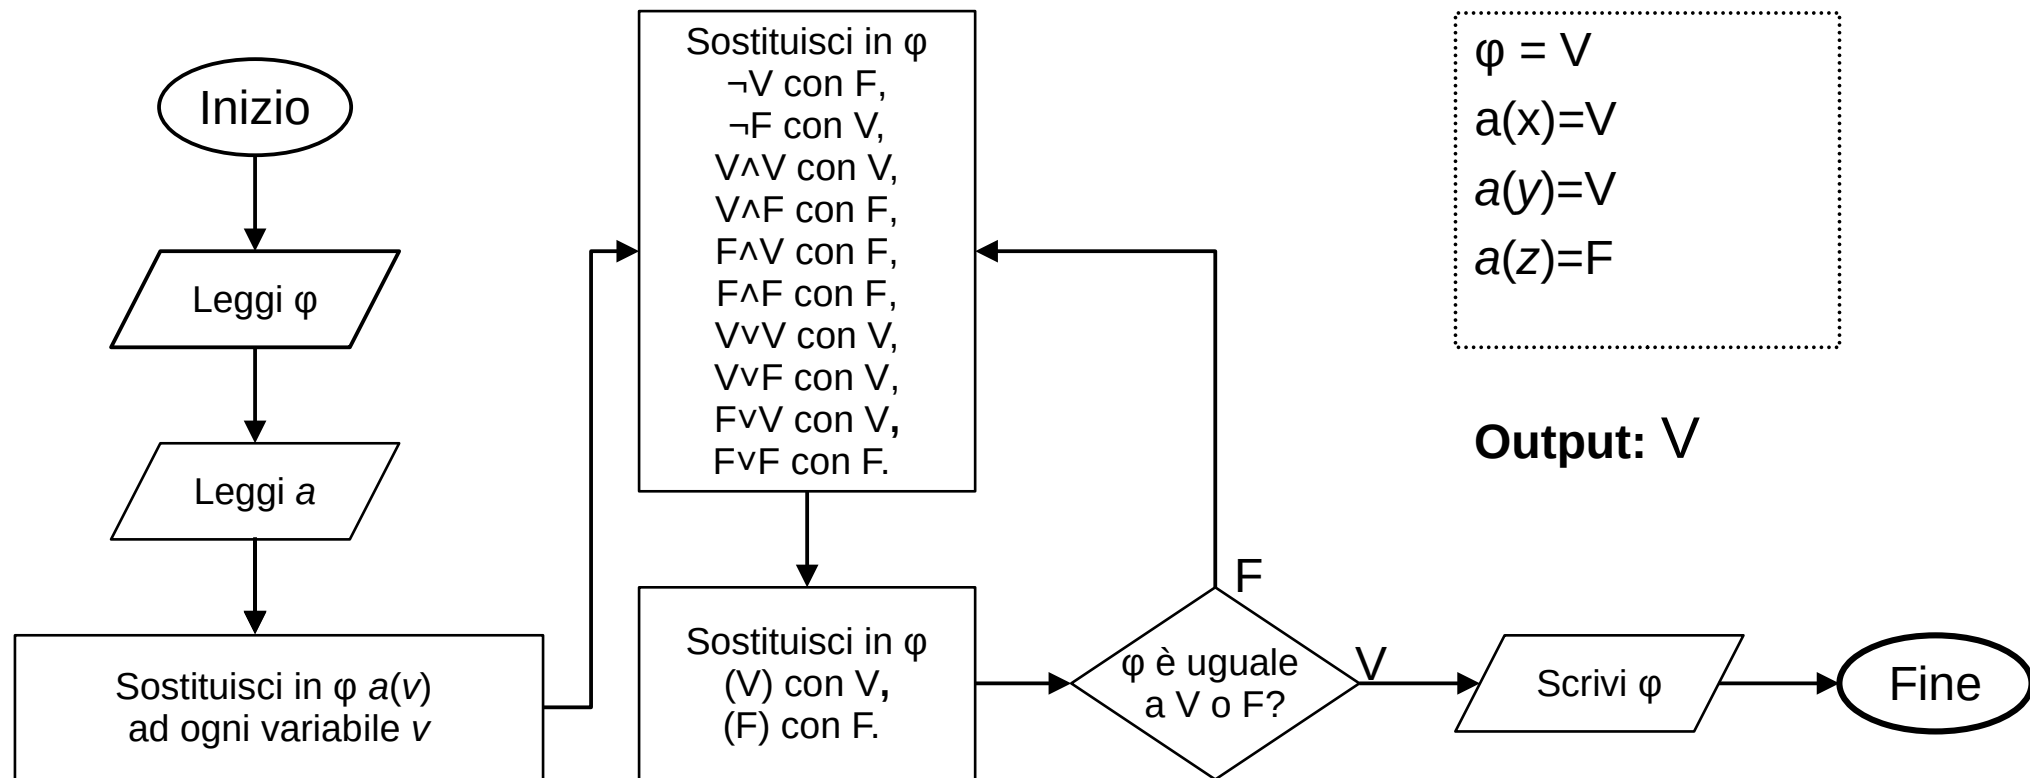 Inizio
Leggi φ
Leggi a
Sostituisci in φ a(v)
ad ogni variabile v
Sostituisci in φ
¬V con F,
¬F con V,
V∧V con V,
V∧F con F,
F∧V con F,
F∧F con F,
V∨V con V,
V∨F con V,
F∨V con V,
F∨F con F.
Sostituisci in φ
(V) con V,
(F) con F.
φ è uguale
a V o F?
F
V
Scrivi φ
Fine
φ = V
a(x)=V
a(y)=V
a(z)=F
Output: V